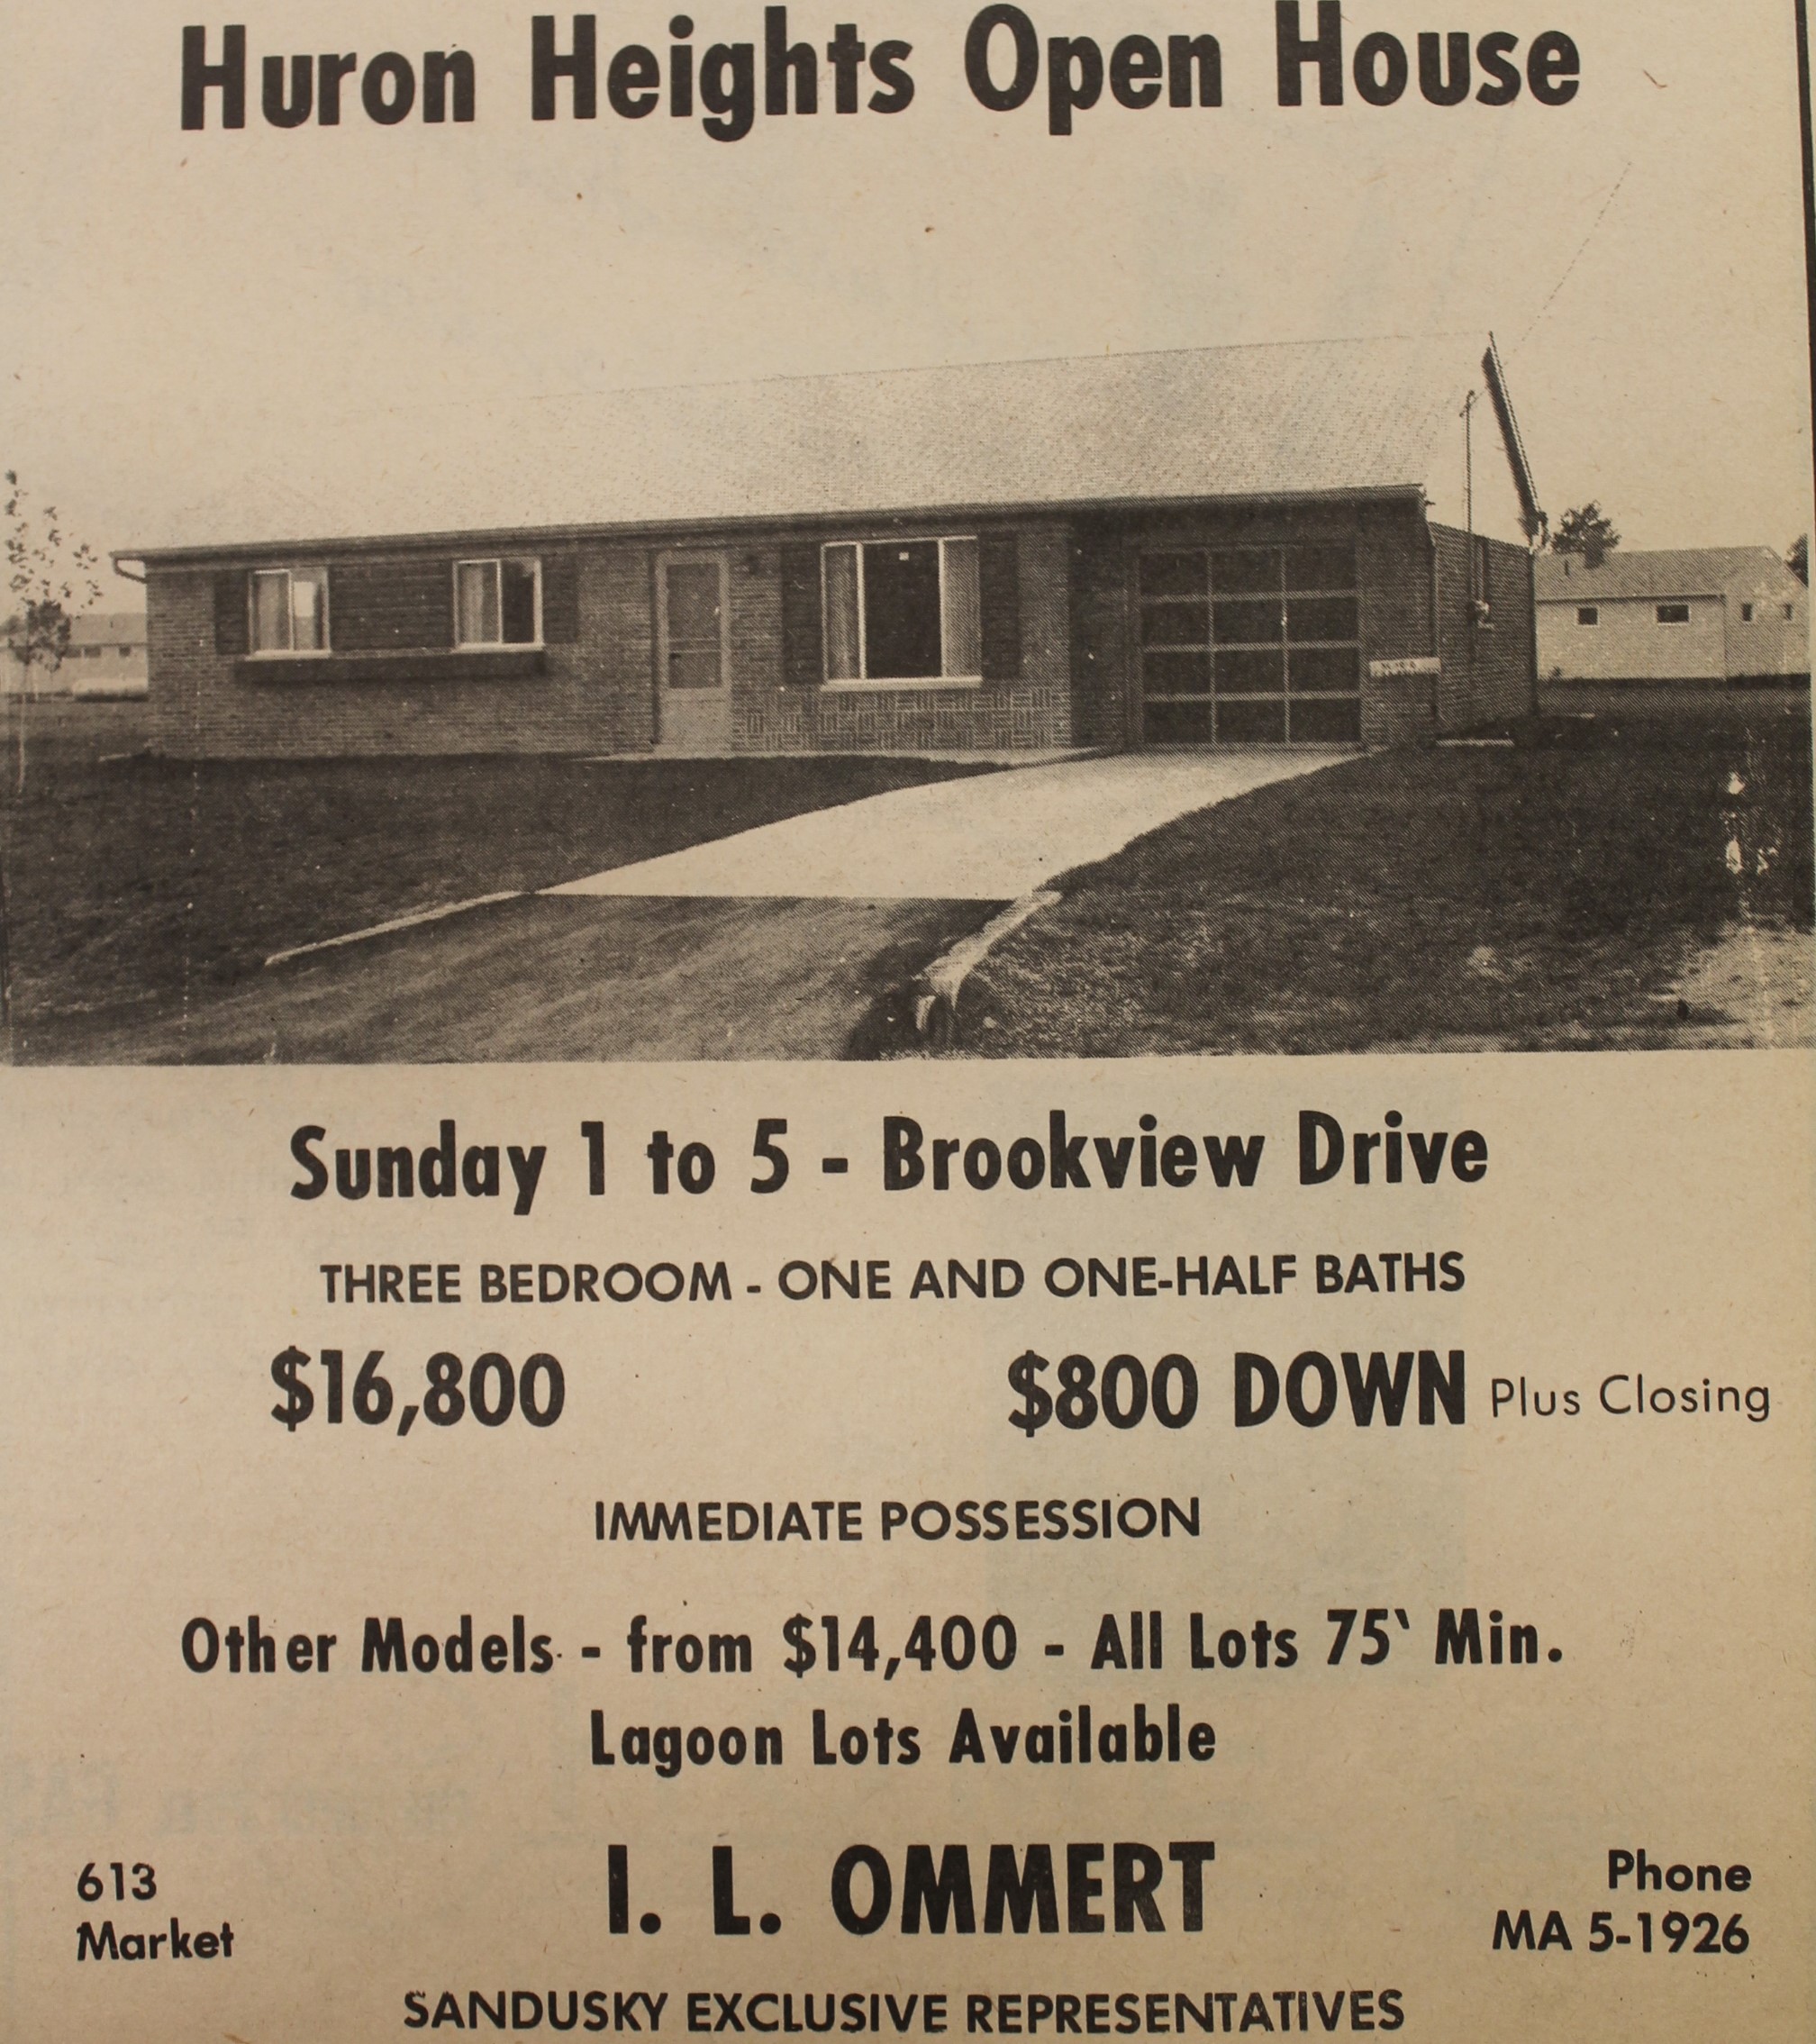 Huron Heights Open House
Sunday 1 to 5 - Brookview Drive
THREE BEDROOM - ONE AND ONE-HALF BATHS
$16,800 $800 DOWN Plus Closing
IMMEDIATE POSSESSION
Other Models - from $14,400 - All Lots 75' Min.
Lagoon Lots Available
613
Market
I. L. OMMERT
Phone
MA 5-1926
SANDUSKY EXCLUSIVE REPRESENTATIVES